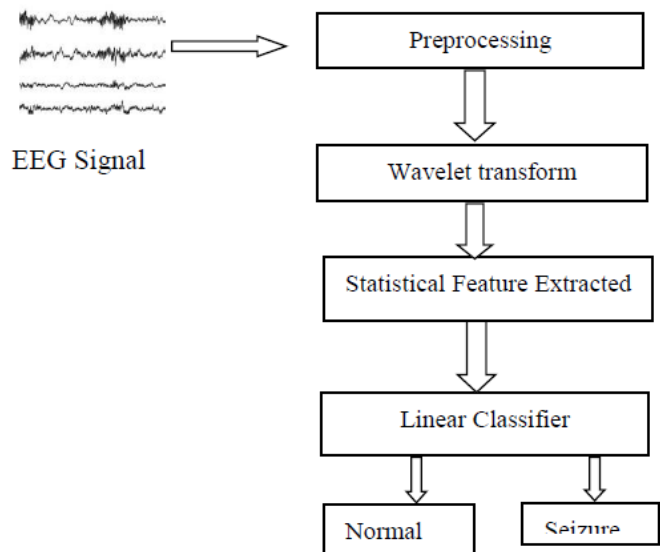 Preprocessing
EEG Signal
Wavelet transform
Statistical Feature Extracted
Linear Classifier
Normal
Seizure